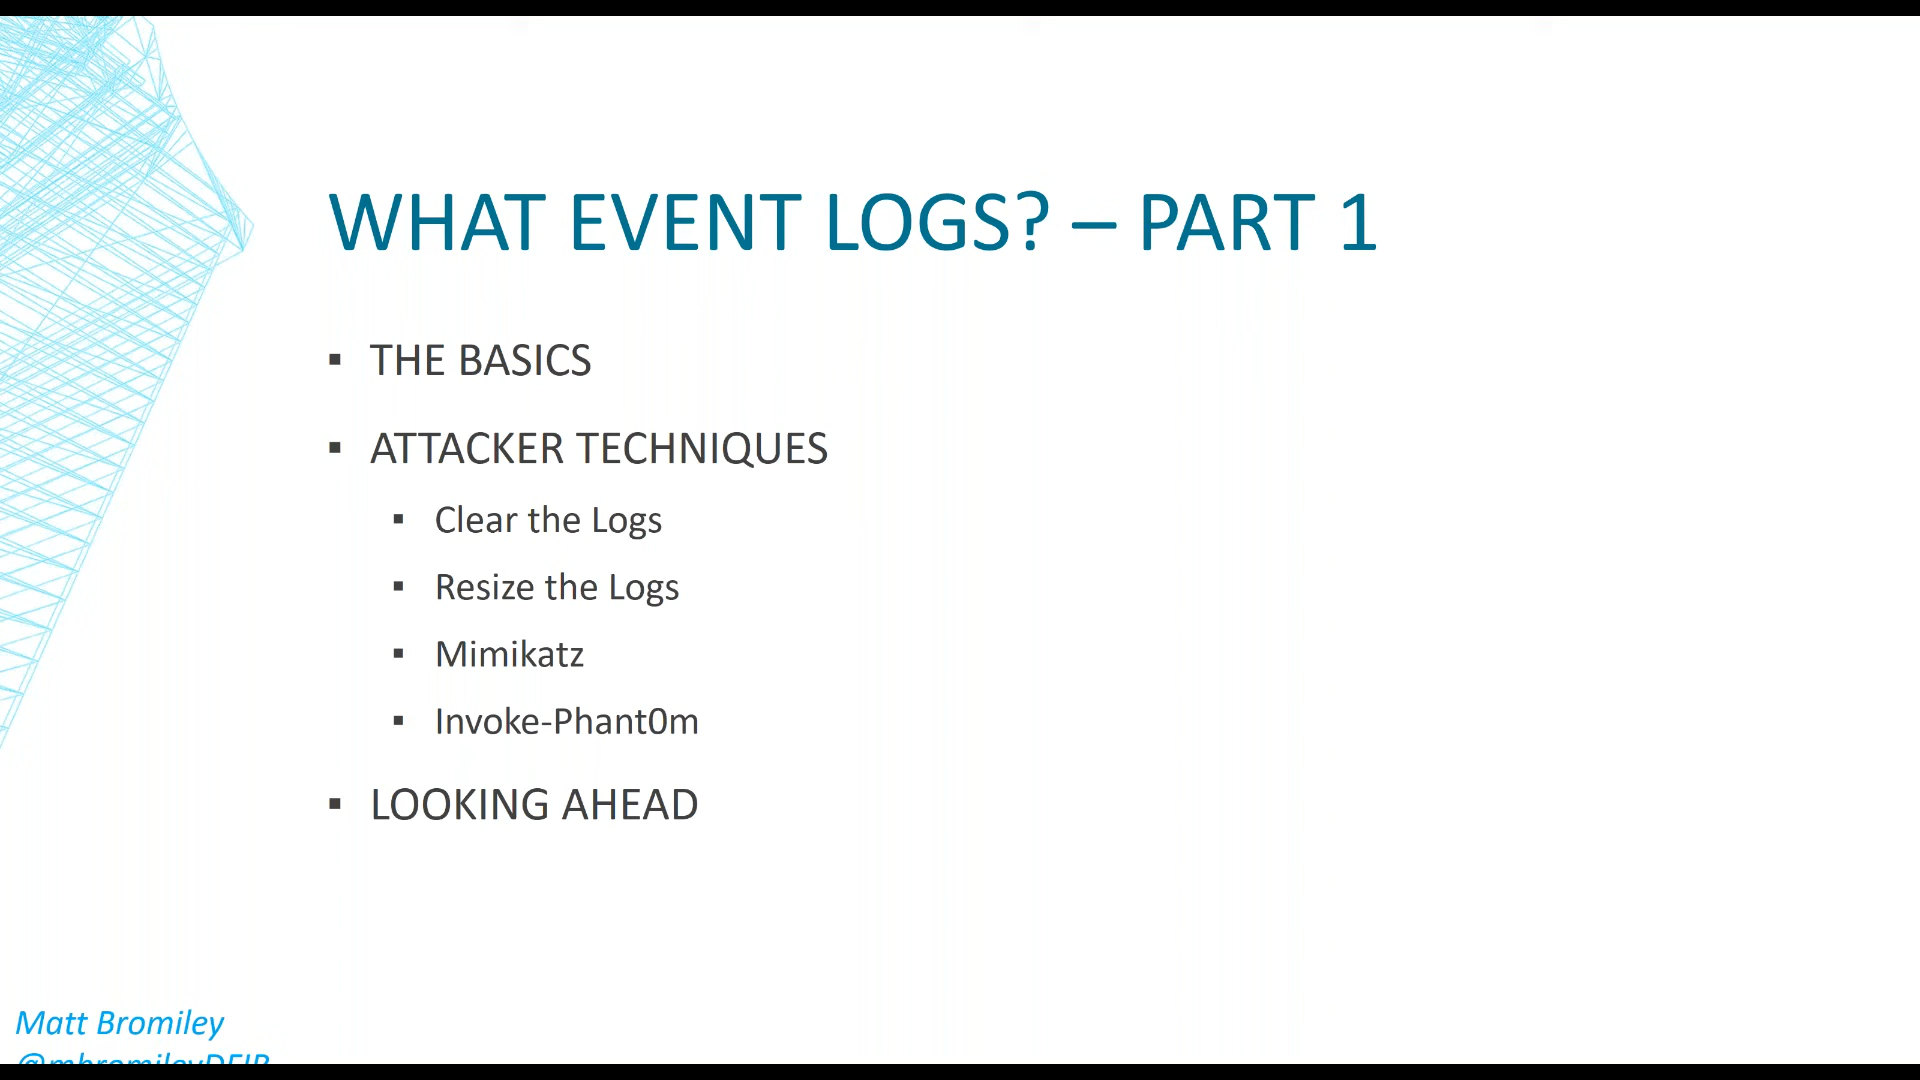 WHAT EVENT LOGS? – PART 1
▪ THE BASICS
▪ ATTACKER TECHNIQUES
▪ Clear the Logs
▪ Resize the Logs
▪ Mimikatz
▪ Invoke-Phant0m
▪ LOOKING AHEAD
Matt Bromiley
@mbromileyDFIR